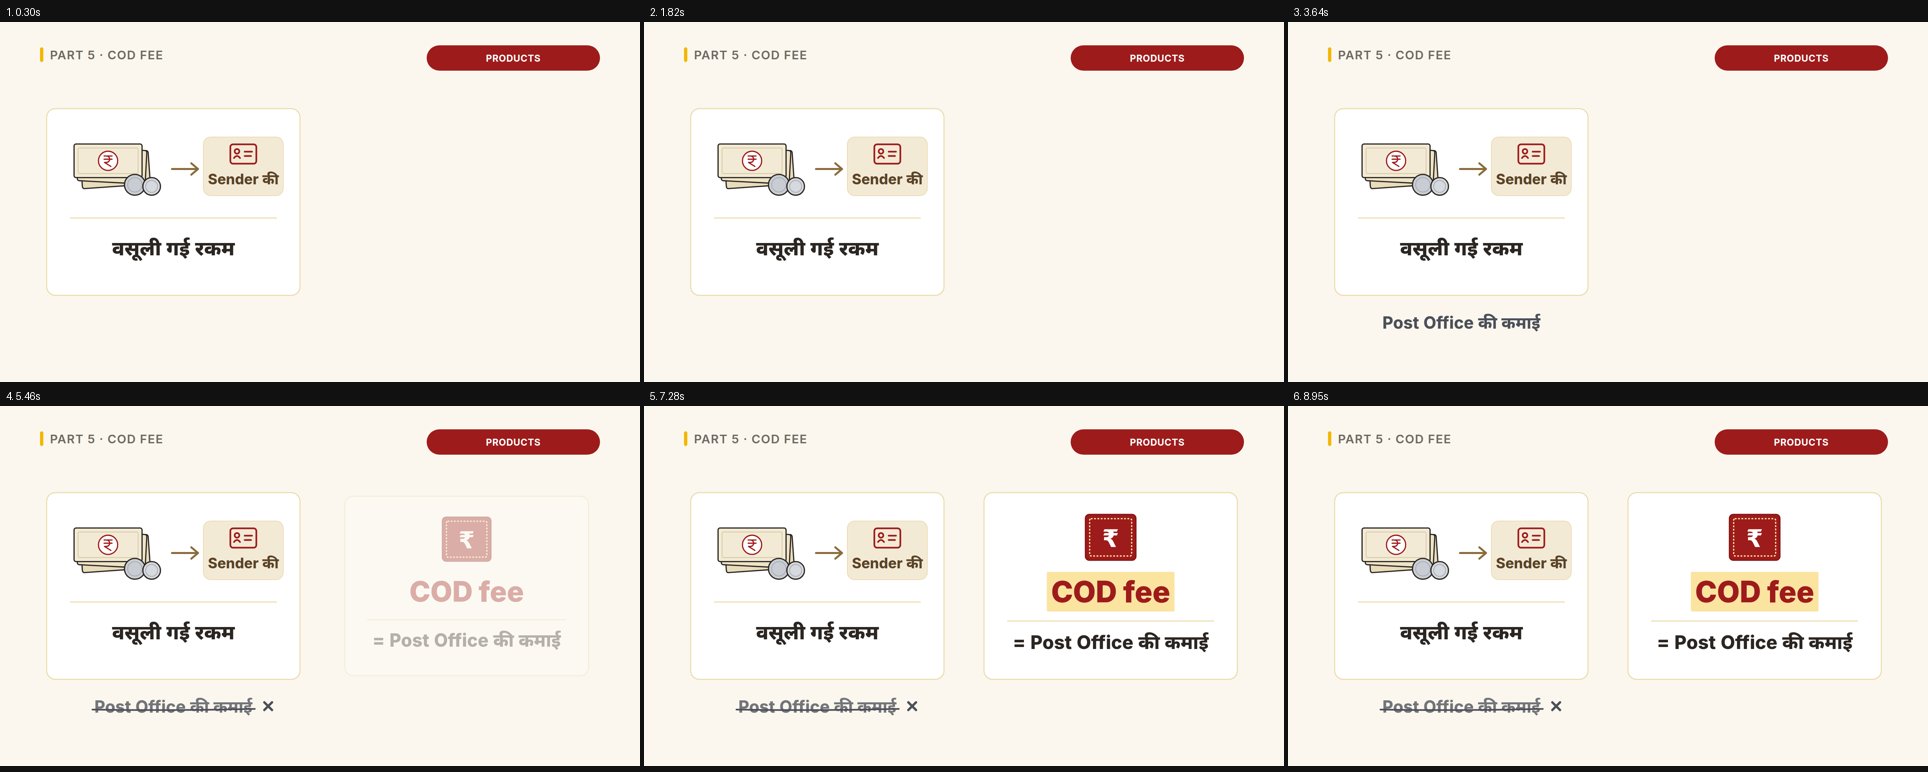 1. 0.30s
PART 5 · COD FEE
PRODUCTS
₹
Sender की
वसूली गई रकम
2. 1.82s
PART 5 · COD FEE
PRODUCTS
₹
Sender की
वसूली गई रकम
3. 3.64s
PART 5 · COD FEE
PRODUCTS
₹
Sender की
वसूली गई रकम
Post Office की कमाई
4. 5.46s
PART 5 · COD FEE
PRODUCTS
₹
Sender की
वसूली गई रकम
Post Office की कमाई ×
₹
COD fee
= Post Office की कमाई
5. 7.28s
PART 5 · COD FEE
PRODUCTS
₹
Sender की
वसूली गई रकम
Post Office की कमाई ×
₹
COD fee
= Post Office की कमाई
6. 8.95s
PART 5 · COD FEE
PRODUCTS
₹
Sender की
वसूली गई रकम
Post Office की कमाई ×
₹
COD fee
= Post Office की कमाई